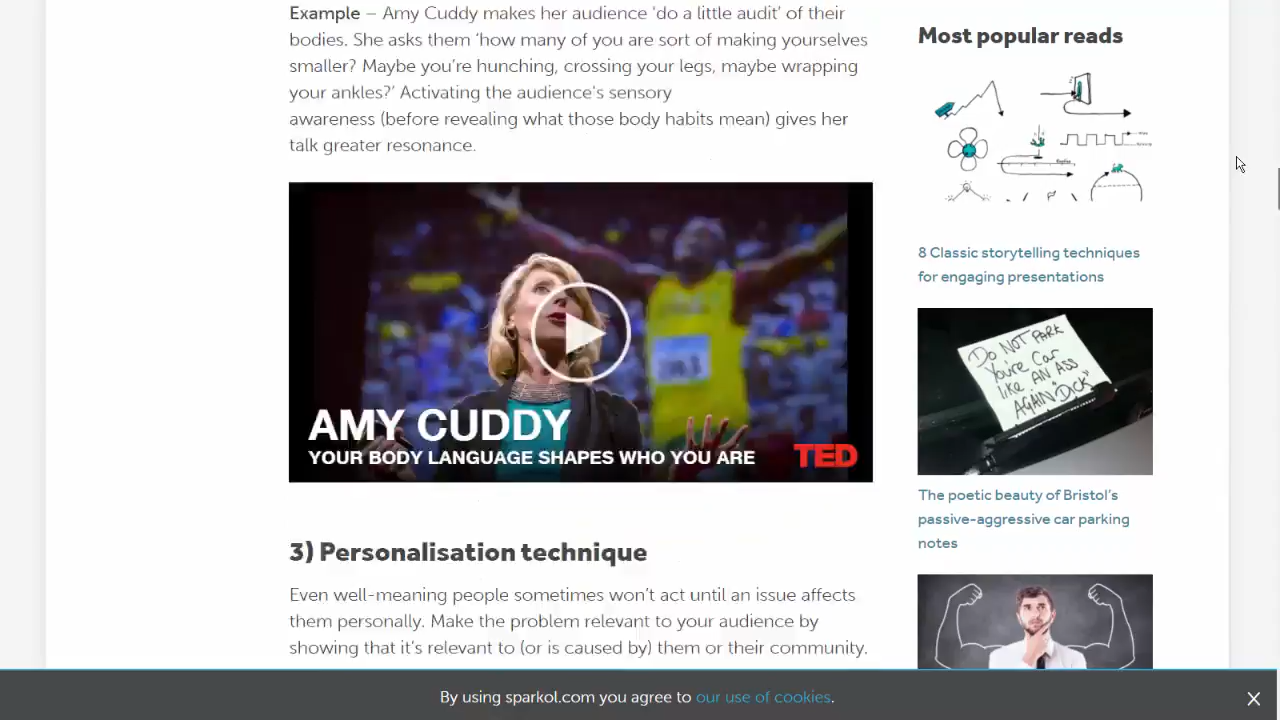 Example – Amy Cuddy makes her audience 'do a little audit' of their
bodies. She asks them ‘how many of you are sort of making yourselves
smaller? Maybe you’re hunching, crossing your legs, maybe wrapping
your ankles?’ Activating the audience's sensory
awareness (before revealing what those body habits mean) gives her
talk greater resonance.
AMY CUDDY
YOUR BODY LANGUAGE SHAPES WHO YOU ARE
TED
3) Personalisation technique
Even well-meaning people sometimes won’t act until an issue affects
them personally. Make the problem relevant to your audience by
showing that it’s relevant to (or is caused by) them or their community.
Most popular reads
8 Classic storytelling techniques
for engaging presentations
DO NOT PARK
You're Car
like AN ASS
AGAIN "DICK"
The poetic beauty of Bristol’s
passive-aggressive car parking
notes
By using sparkol.com you agree to our use of cookies.